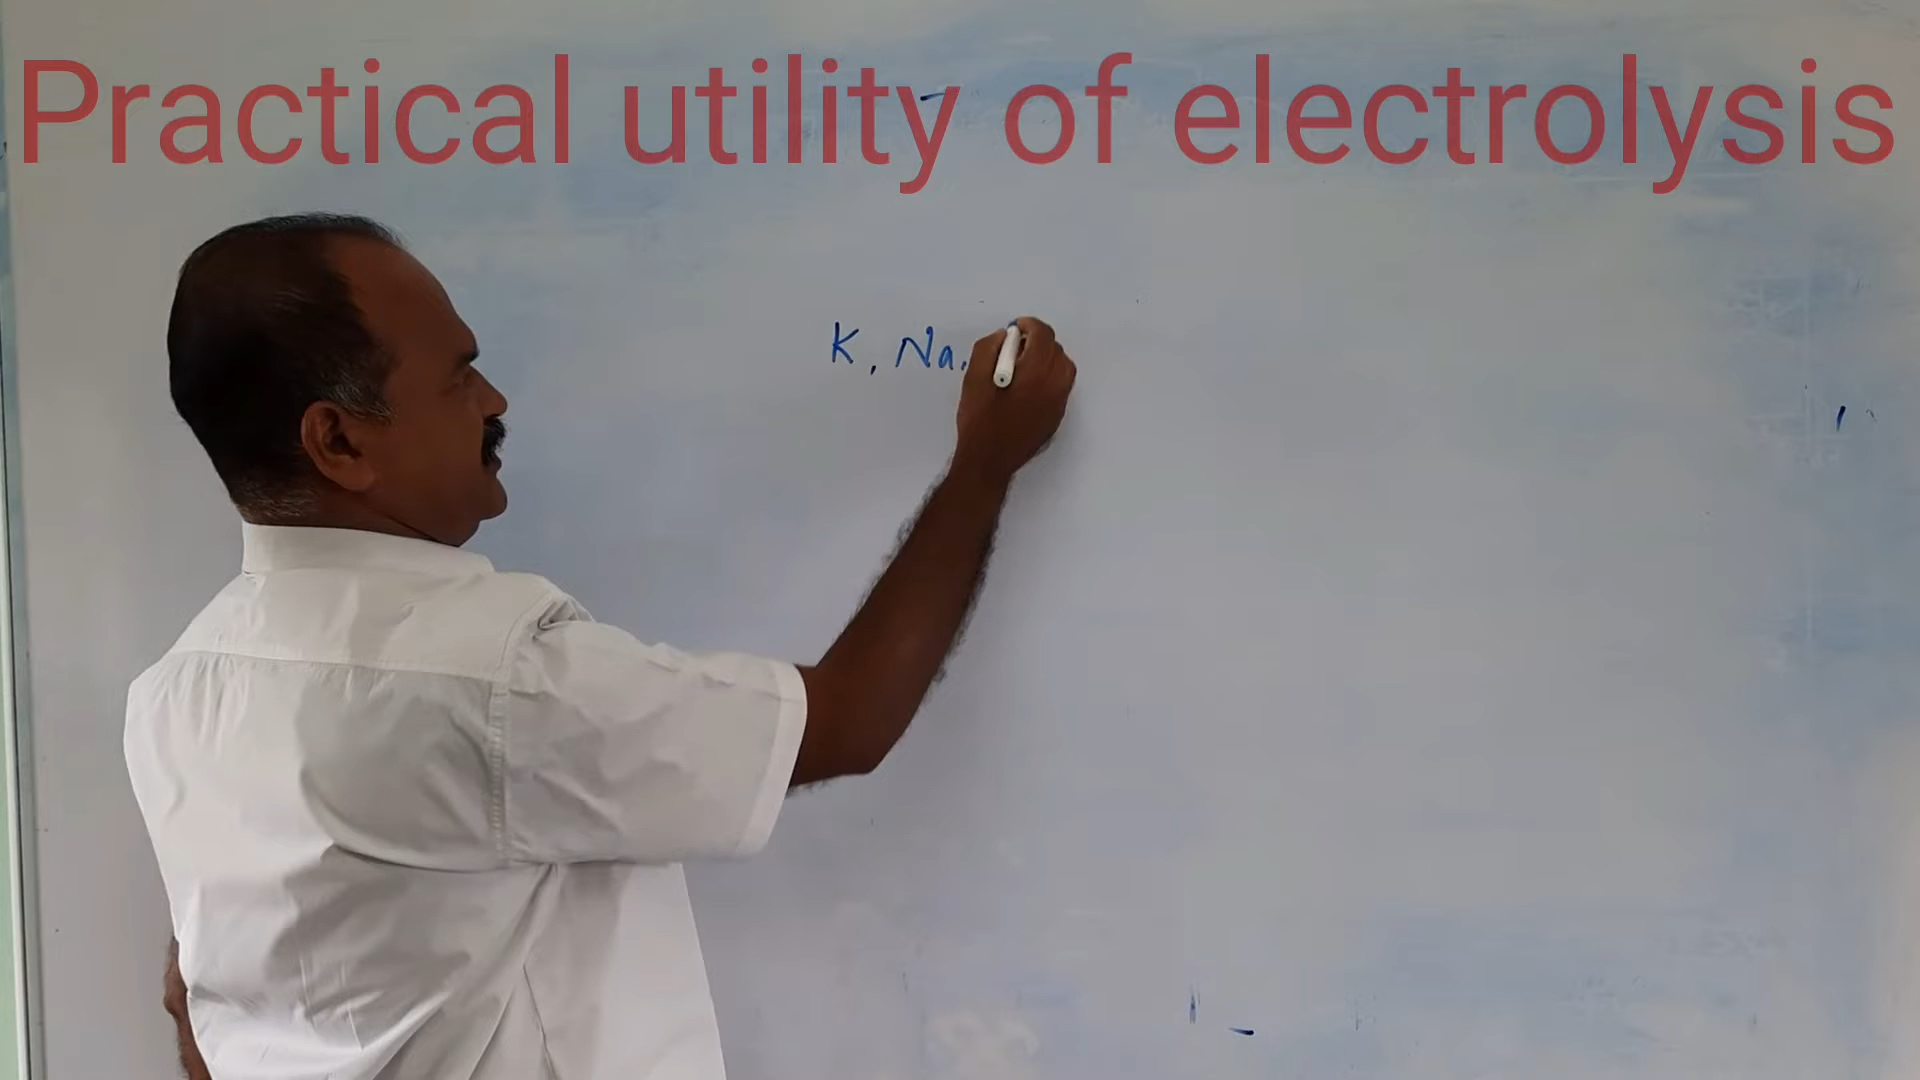 Practical utility of electrolysis
K, Na,